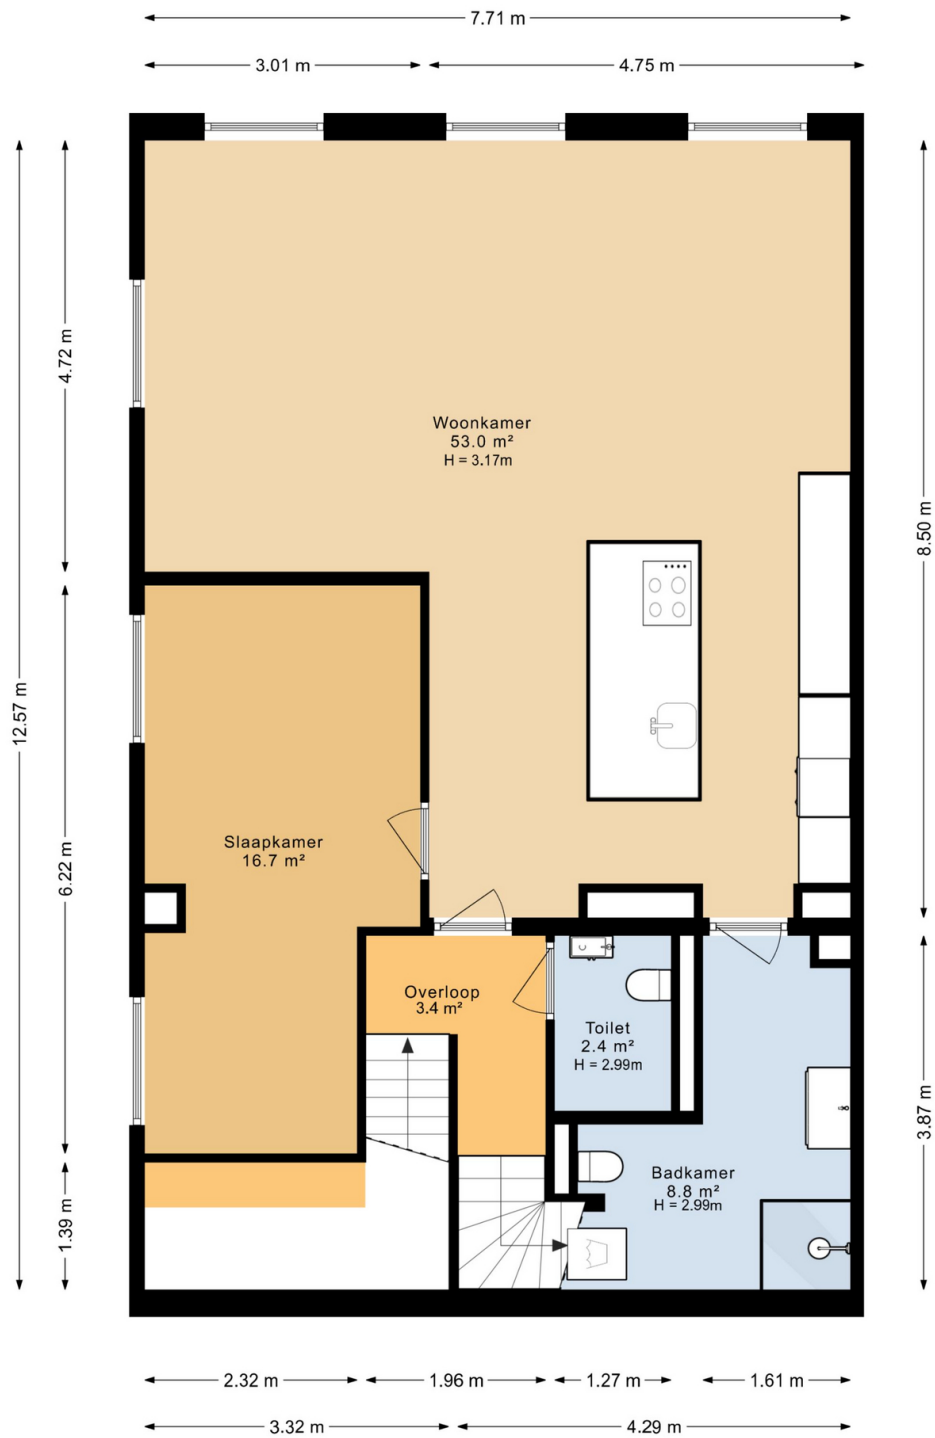 7.71 m
3.01 m
4.75 m
4.72 m
8.50 m
12.57 m
Woonkamer
53.0 m²
H = 3.17m
6.22 m
Slaapkamer
16.7 m²
Overloop
3.4 m²
Toilet
2.4 m²
H = 2.99m
3.87 m
Badkamer
8.8 m²
H = 2.99m
1.39 m
2.32 m
1.96 m
1.27 m
1.61 m
3.32 m
4.29 m